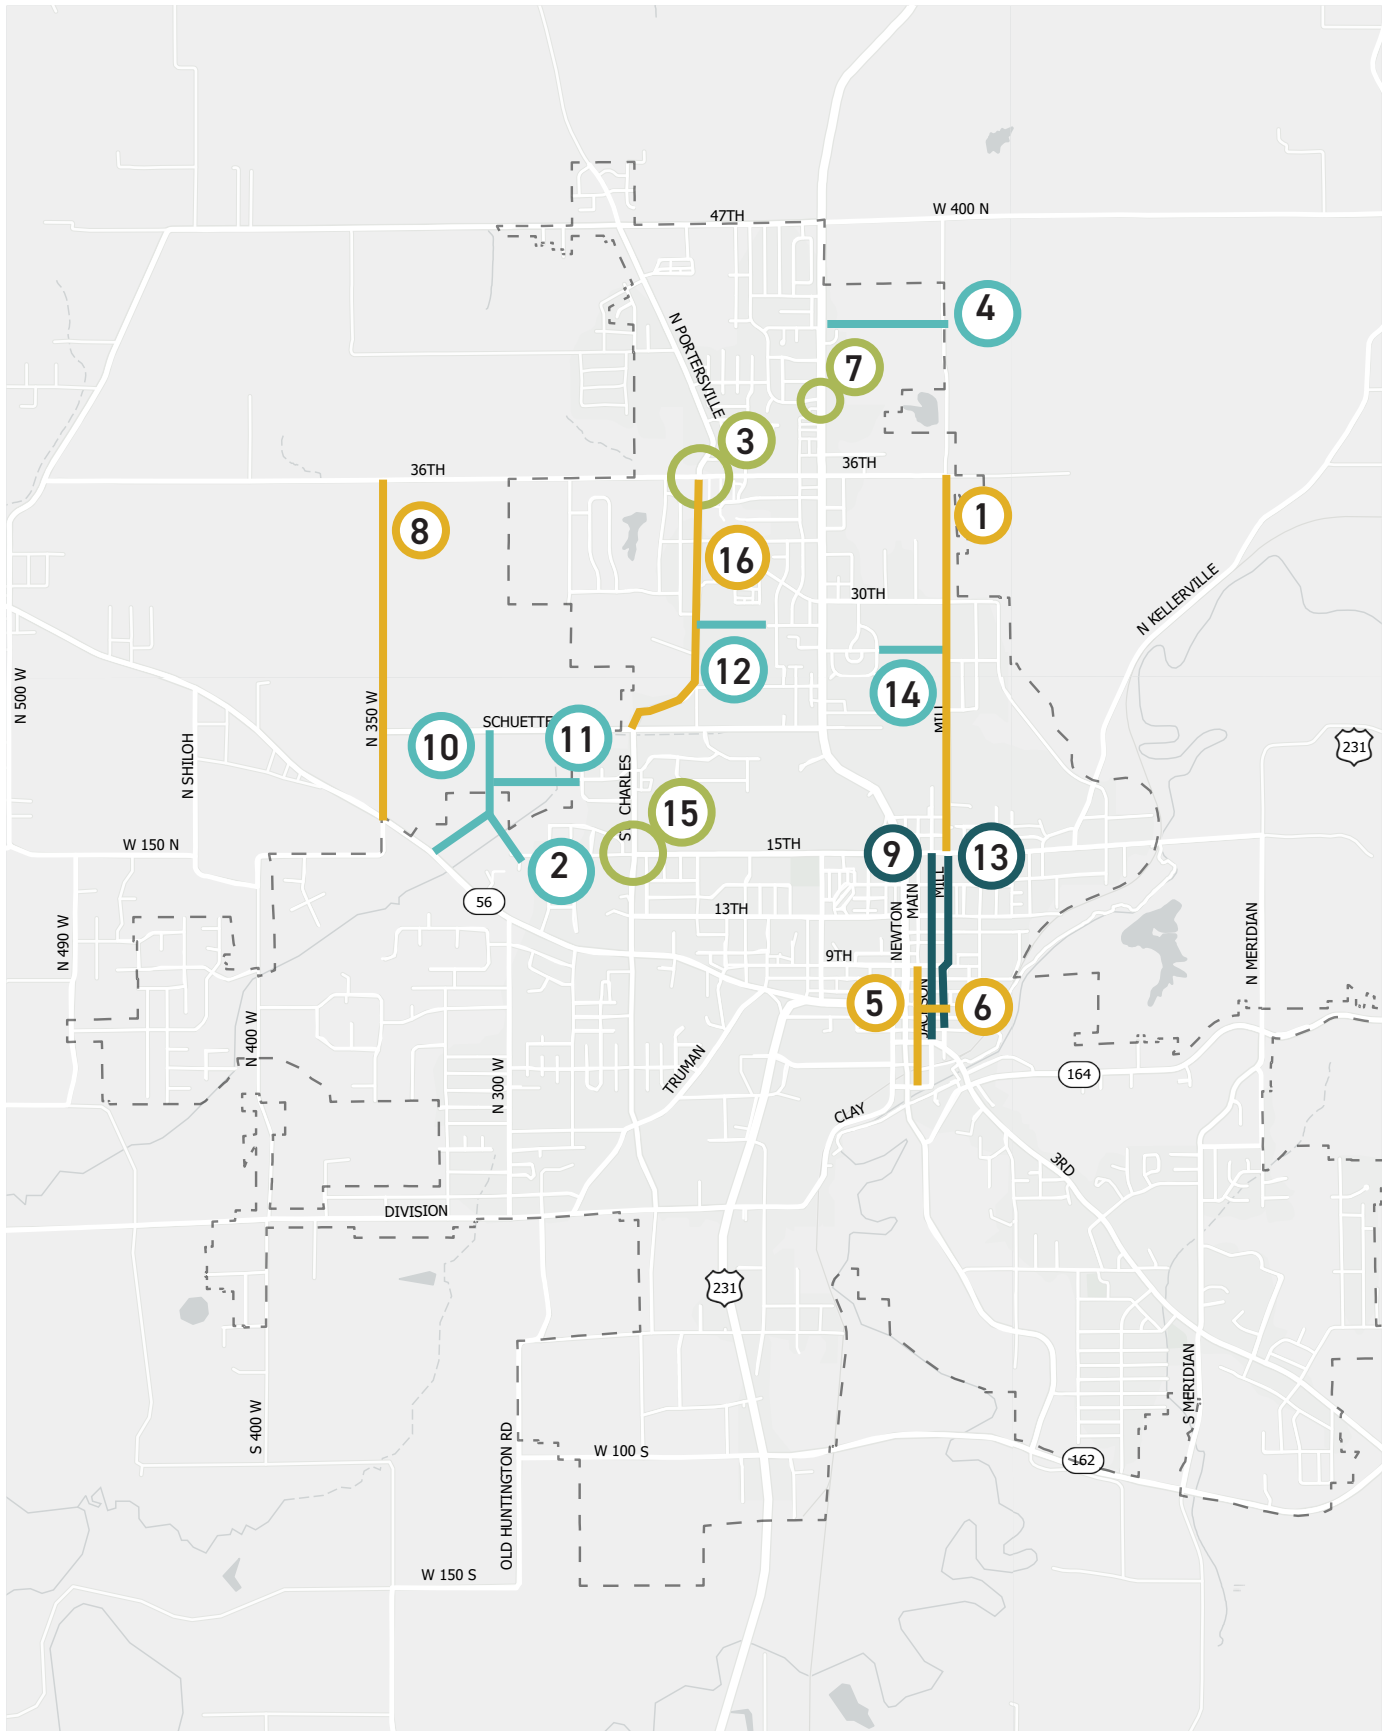 47TH
W 400 N
4
N PORTERSVILLE
7
3
36TH
36TH
8
1
16
30TH
N KELLERVILLE
12
14
N 500 W
N 350 W
SCHUETTE
10
11
MILL
231
N SHILOH
ST CHARLES
15
W 150 N
15TH
9
13
2
56
MILL
MAIN
NEWTON
13TH
N 490 W
N MERIDIAN
9TH
5
JACKSON
6
N 400 W
N 300 W
TRUMAN
164
CLAY
3RD
DIVISION
231
S MERIDIAN
S 400 W
OLD HUNTINGTON RD
W 100 S
162
W 150 S